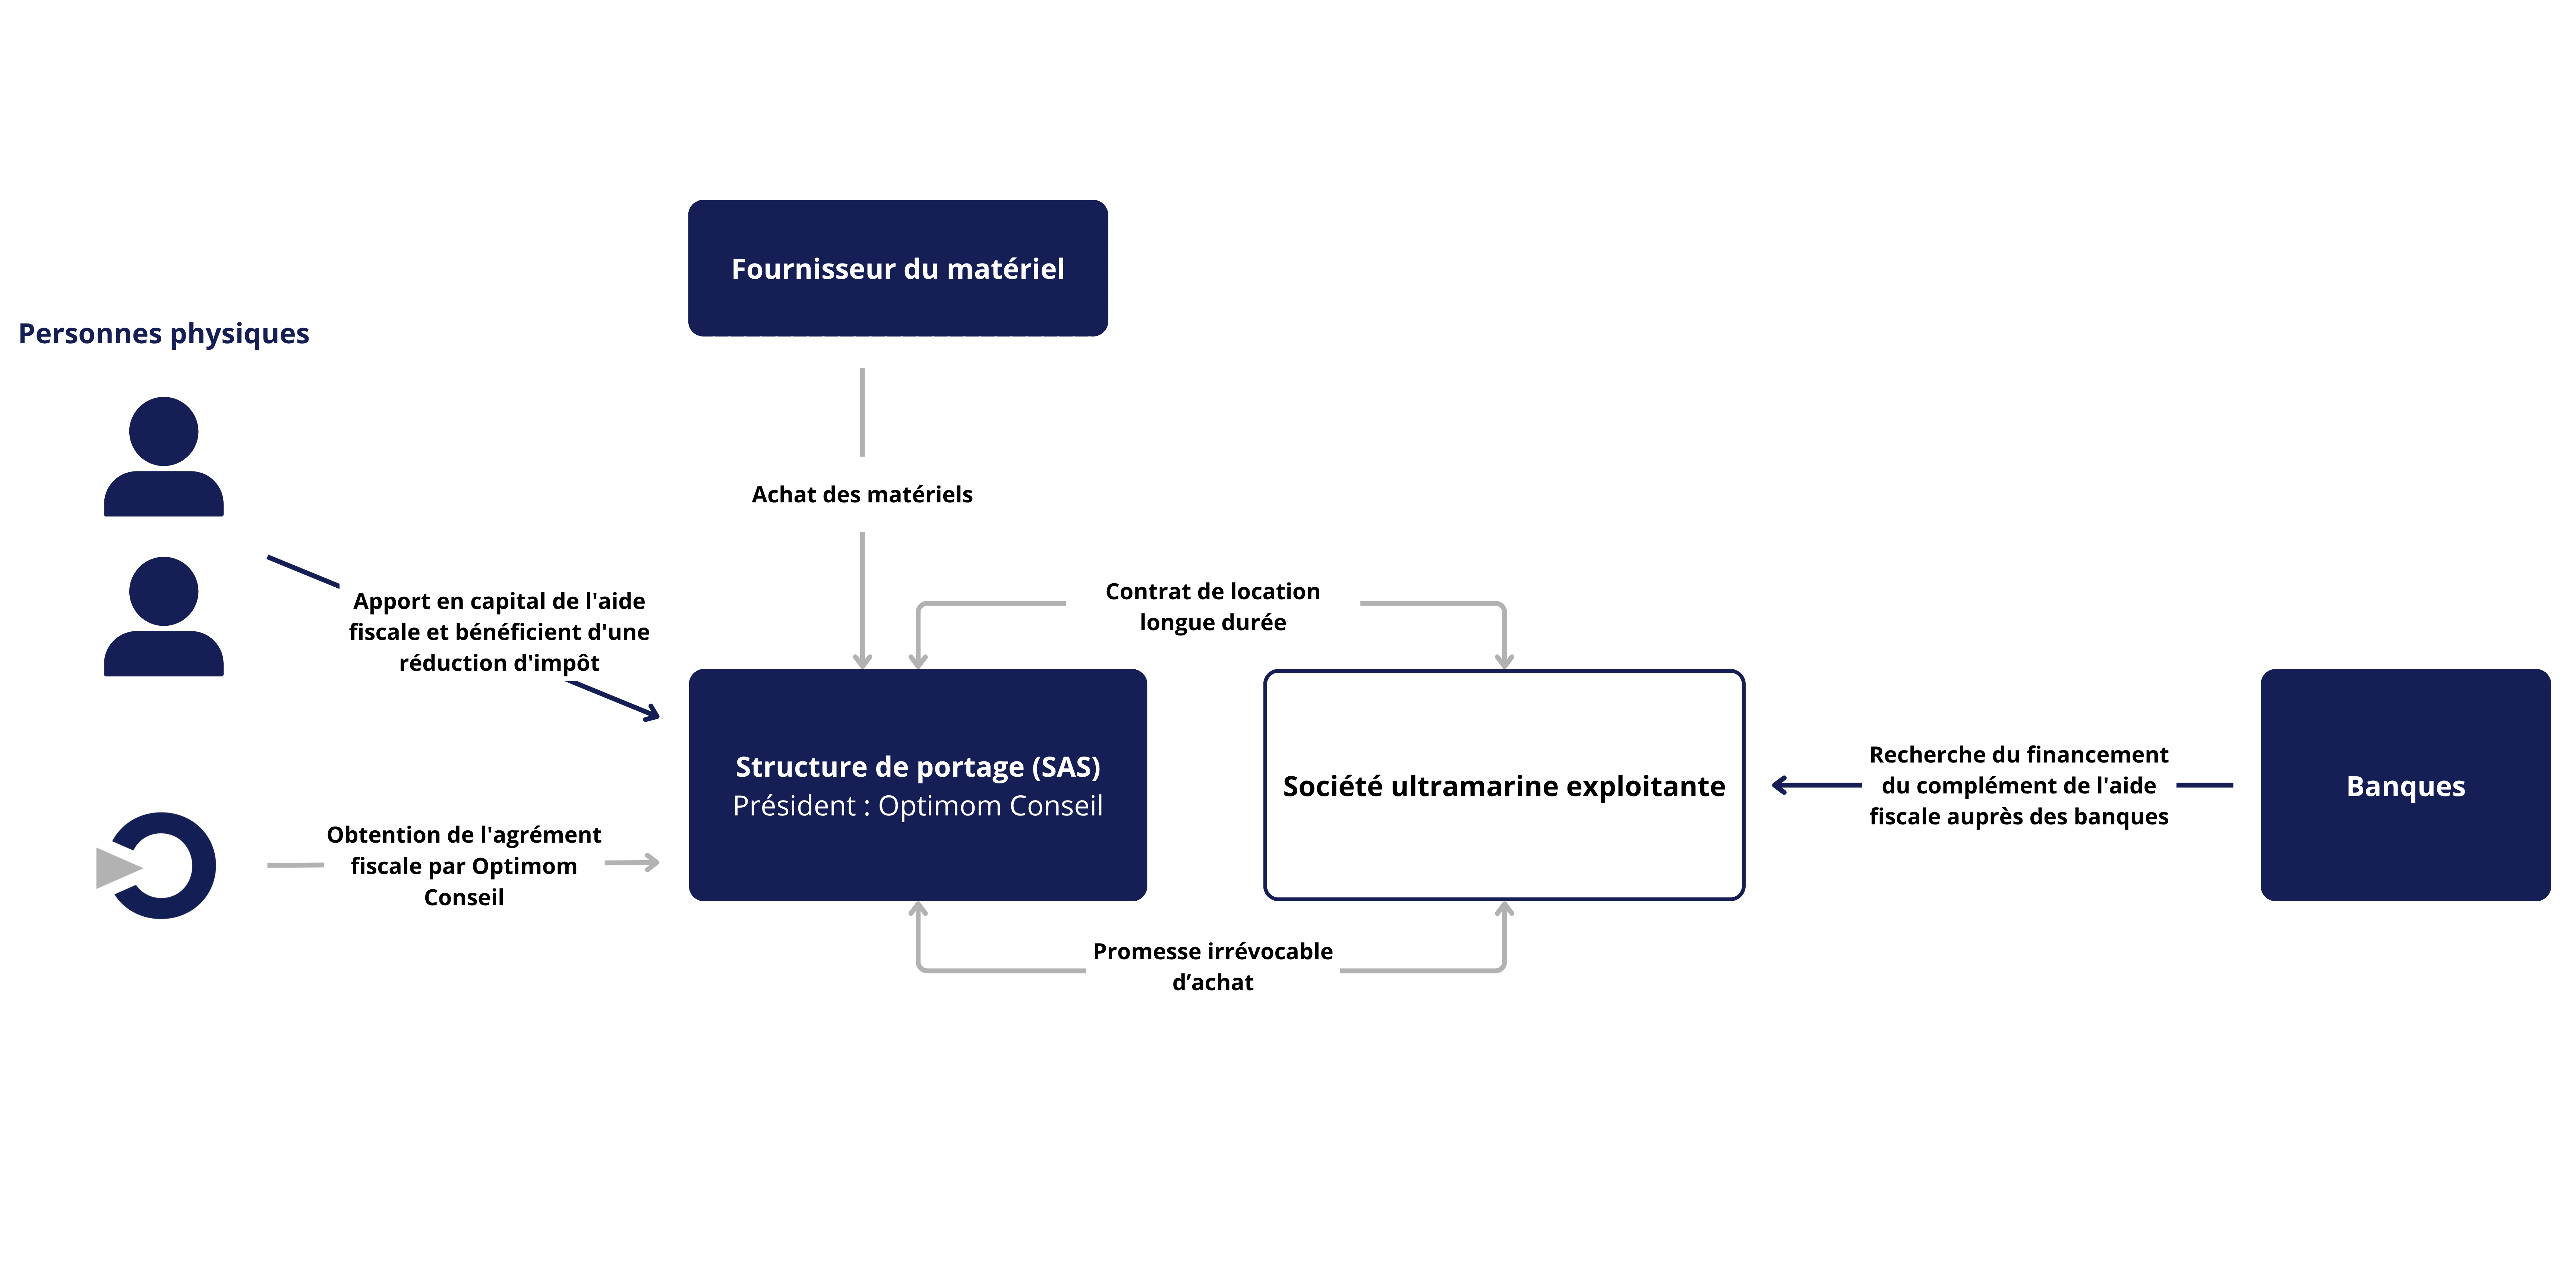 Fournisseur du matériel
Personnes physiques
Achat des matériels
Apport en capital de l'aide
fiscale et bénéficient d'une
réduction d'impôt
Contrat de location
longue durée
Structure de portage (SAS)
Président : Optimom Conseil
Société ultramarine exploitante
Recherche du financement
du complément de l'aide
fiscale auprès des banques
Banques
Obtention de l'agrément
fiscale par Optimom
Conseil
Promesse irrévocable
d’achat